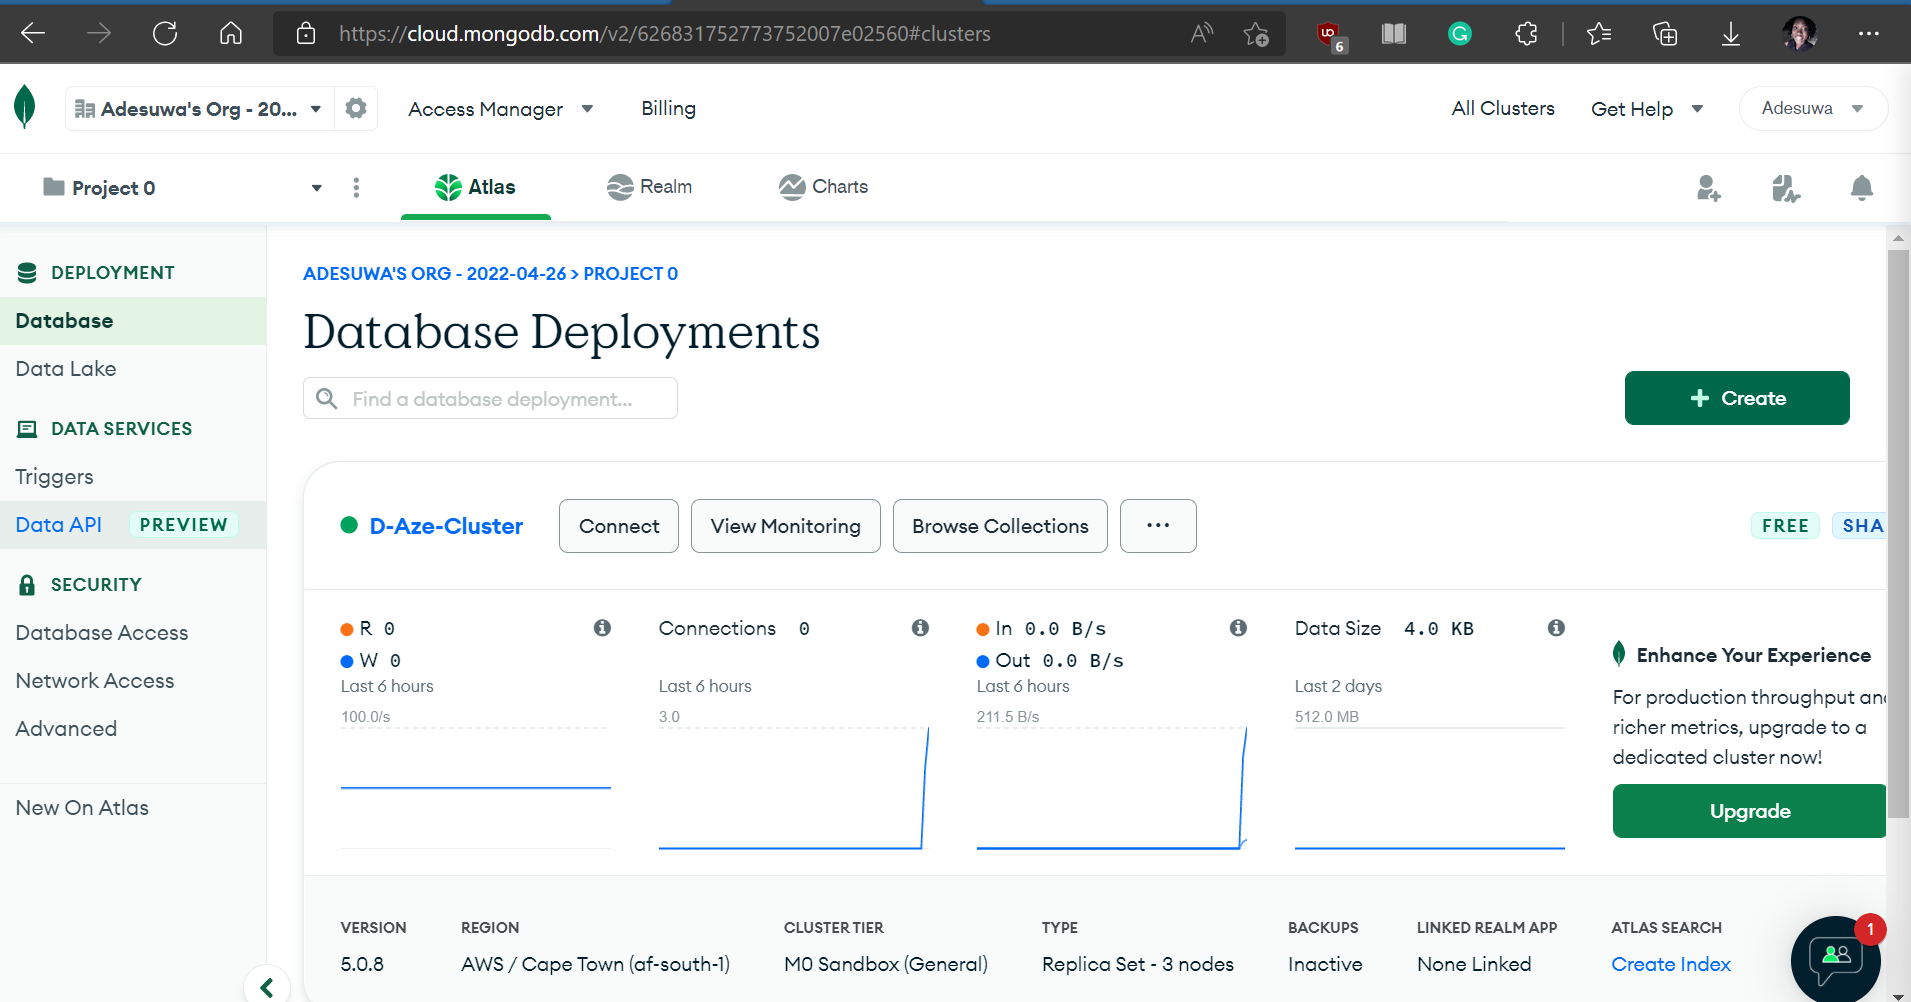 https://cloud.mongodb.com/v2/626831752773752007e02560#clusters
6
Adesuwa's Org - 20...
Access Manager
Billing
All Clusters
Get Help
Adesuwa
Project 0
Atlas
Realm
Charts
DEPLOYMENT
Database
Data Lake
DATA SERVICES
Triggers
Data API PREVIEW
SECURITY
Database Access
Network Access
Advanced
New On Atlas
ADESUWA'S ORG - 2022-04-26 > PROJECT 0
Database Deployments
Find a database deployment...
+ Create
D-Aze-Cluster
Connect
View Monitoring
Browse Collections
...
FREE
SHA
R 0
W 0
Last 6 hours
100.0/s
Connections 0
Last 6 hours
3.0
In 0.0 B/s
Out 0.0 B/s
Last 6 hours
211.5 B/s
Data Size 4.0 KB
Last 2 days
512.0 MB
Enhance Your Experience
For production throughput and
richer metrics, upgrade to a
dedicated cluster now!
Upgrade
VERSION
5.0.8
REGION
AWS / Cape Town (af-south-1)
CLUSTER TIER
M0 Sandbox (General)
TYPE
Replica Set - 3 nodes
BACKUPS
Inactive
LINKED REALM APP
None Linked
ATLAS SEARCH
Create Index
1